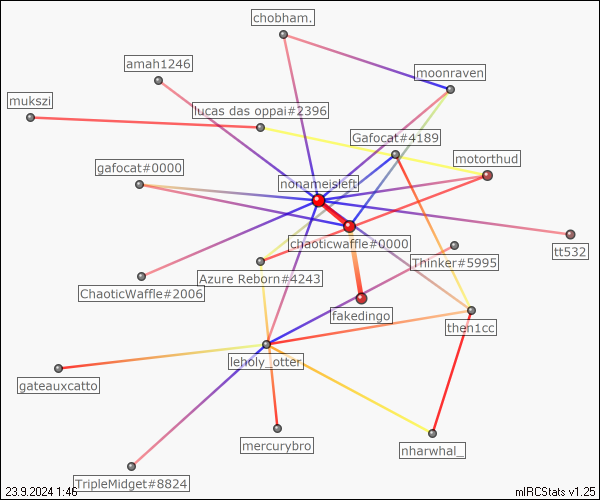 chobham.
amah1246
moonraven
mukszi
lucas das oppai#2396
Gafocat#4189
gafocat#0000
motorthud
nonameisleft
chaoticwaffle#0000
tt532
Thinker#5995
ChaoticWaffle#2006
Azure Reborn#4243
fakedingo
then1cc
leholy_otter
gateauxcatto
mercurybro
nharwhal_
TripleMidget#8824
23.9.2024 1:46
mIRCStats v1.25